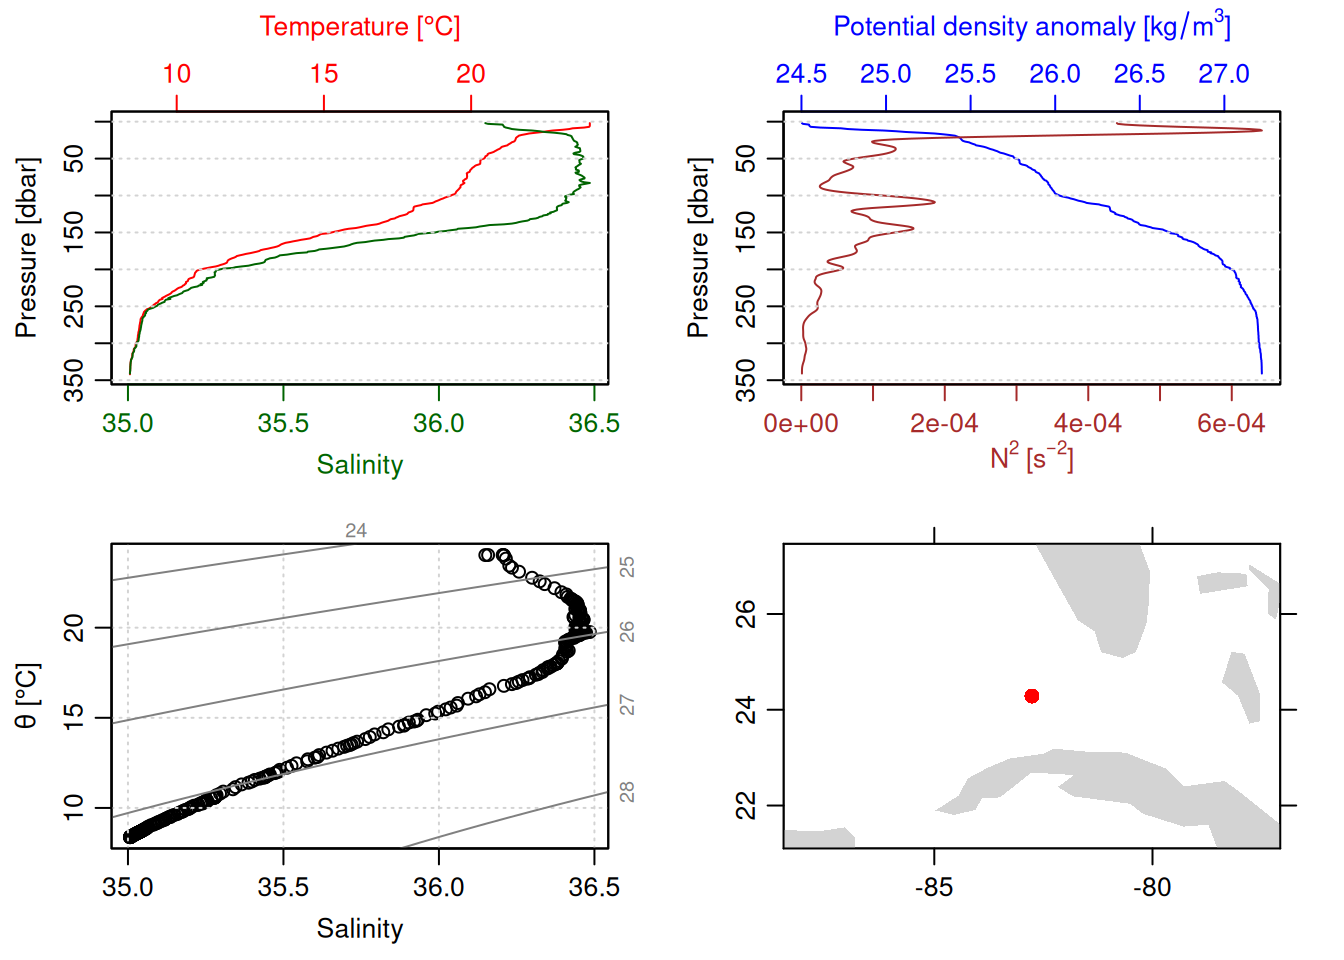 Temperature [°C]
10 15 20
Pressure [dbar]
50
150
250
350
35.0 35.5 36.0 36.5
Salinity
Potential density anomaly [kg/m³]
24.5 25.0 25.5 26.0 26.5 27.0
Pressure [dbar]
50
150
250
350
0e+00 2e-04 4e-04 6e-04
N² [s⁻²]
24
25
26
27
28
θ [°C]
20
15
10
35.0 35.5 36.0 36.5
Salinity
26
24
22
-85 -80